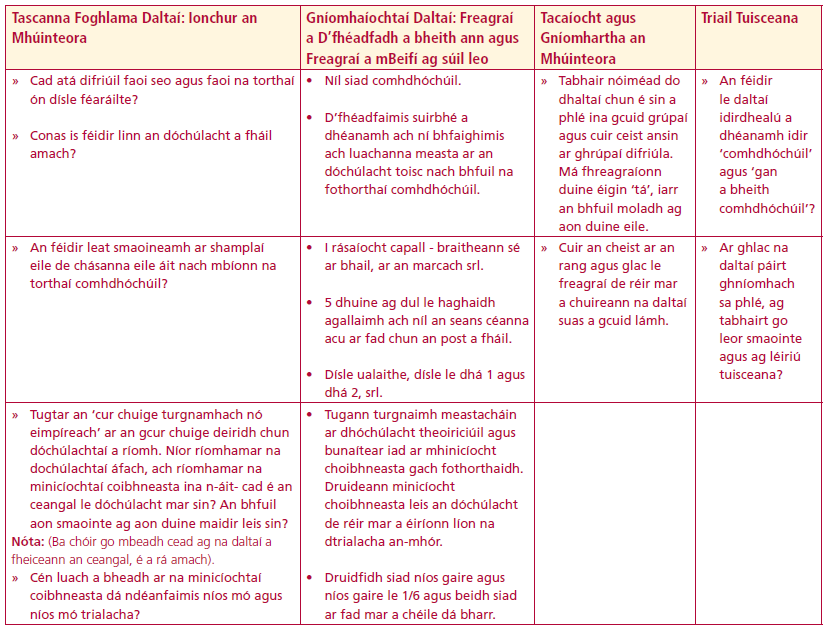 Tascanna Foghlama Daltaí: Ionchur an
Mhúinteora
Gníomhaíochtaí Daltaí: Freagraí
a D'fhéadfadh a bheith ann agus
Freagraí a mBeifí ag súil leo
Tacaíocht agus
Gníomhartha an
Mhúinteora
Triail Tuisceana
» Cad atá difriúil faoi seo agus faoi na torthaí
ón dísle féaráilte?
» Conas is féidir linn an dóchúlacht a fháil
amach?
• Níl siad comhdhóchúil.
• D'fhéadfaimis suirbhé a
dhéanamh ach ní bhfaighimis
ach luachanna measta ar an
dóchúlacht toisc nach bhfuil na
fothorthaí comhdhóchúil.
» Tabhair nóiméad do
dhaltaí chun é sin a
phlé ina gcuid grúpaí
agus cuir ceist ansin
ar ghrúpaí difriúla.
Má fhreagraíonn
duine éigin 'tá', iarr
an bhfuil moladh ag
aon duine eile.
» An féidir
le daltaí
idirdhealú a
dhéanamh idir
'comhdhóchúil'
agus 'gan
a bheith
comhdhóchúil'?
» An féidir leat smaoineamh ar shamplaí
eile de chásanna eile áit nach mbíonn na
torthaí comhdhóchúil?
• I rásaíocht capall - braitheann sé
ar bhail, ar an marcach srl.
• 5 dhuine ag dul le haghaidh
agallaimh ach níl an seans céanna
acu ar fad chun an post a fháil.
• Dísle ualaithe, dísle le dhá 1 agus
dhá 2, srl.
» Cuir an cheist ar an
rang agus glac le
freagraí de réir mar
a chuireann na daltaí
suas a gcuid lámh.
» Ar ghlac na
daltaí páirt
ghníomhach
sa phlé, ag
tabhairt go
leor smaointe
agus ag léiriú
tuisceana?
» Tugtar an 'cur chuige turgnamhach nó
eimpíreach' ar an gcur chuige deiridh chun
dóchúlachtaí a ríomh. Níor ríomhamar na
dochúlachtaí áfach, ach ríomhamar na
minicíochtaí coibhneasta ina n-áit- cad é an
ceangal le dóchúlacht mar sin? An bhfuil
aon smaointe ag aon duine maidir leis sin?
Nóta: (Ba chóir go mbeadh cead ag na daltaí a
fheiceann an ceangal, é a rá amach).
» Cén luach a bheadh ar na minicíochtaí
coibhneasta dá ndéanfaimis níos mó agus
níos mó trialacha?
• Tugann turgnaimh meastacháin
ar dhóchúlacht theoiriciúil agus
bunaítear iad ar mhinicíocht
choibhneasta gach fothorthaidh.
Druideann minicíocht
choibhneasta leis an dóchúlacht
de réir mar a éiríonn líon na
dtrialacha an-mhór.
• Druidfidh siad níos gaire agus
níos gaire le 1/6 agus beidh siad
ar fad mar a chéile dá bharr.